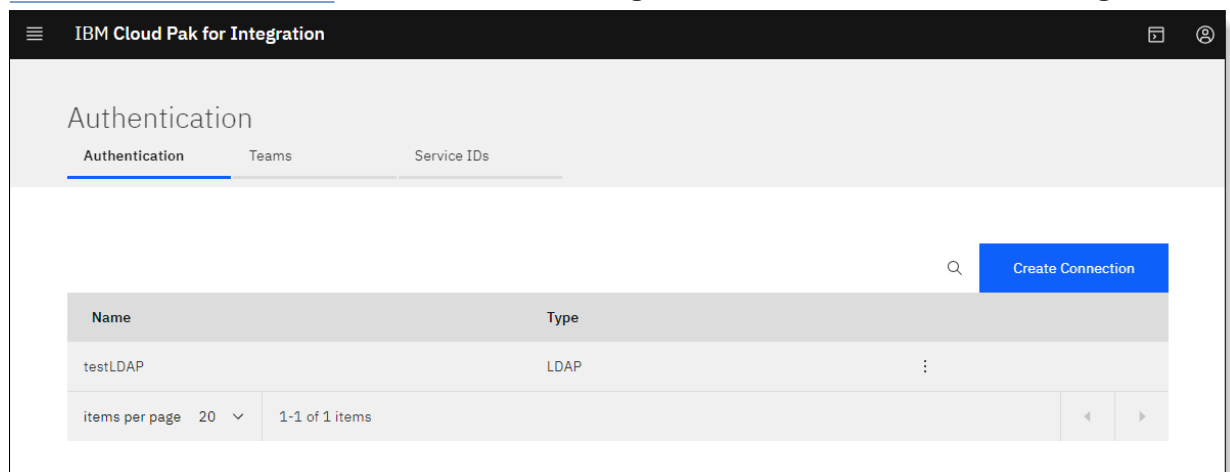 IBM Cloud Pak for Integration
Authentication
Authentication Teams Service IDs
Create Connection
Name Type
testLDAP LDAP
items per page 20 1-1 of 1 items